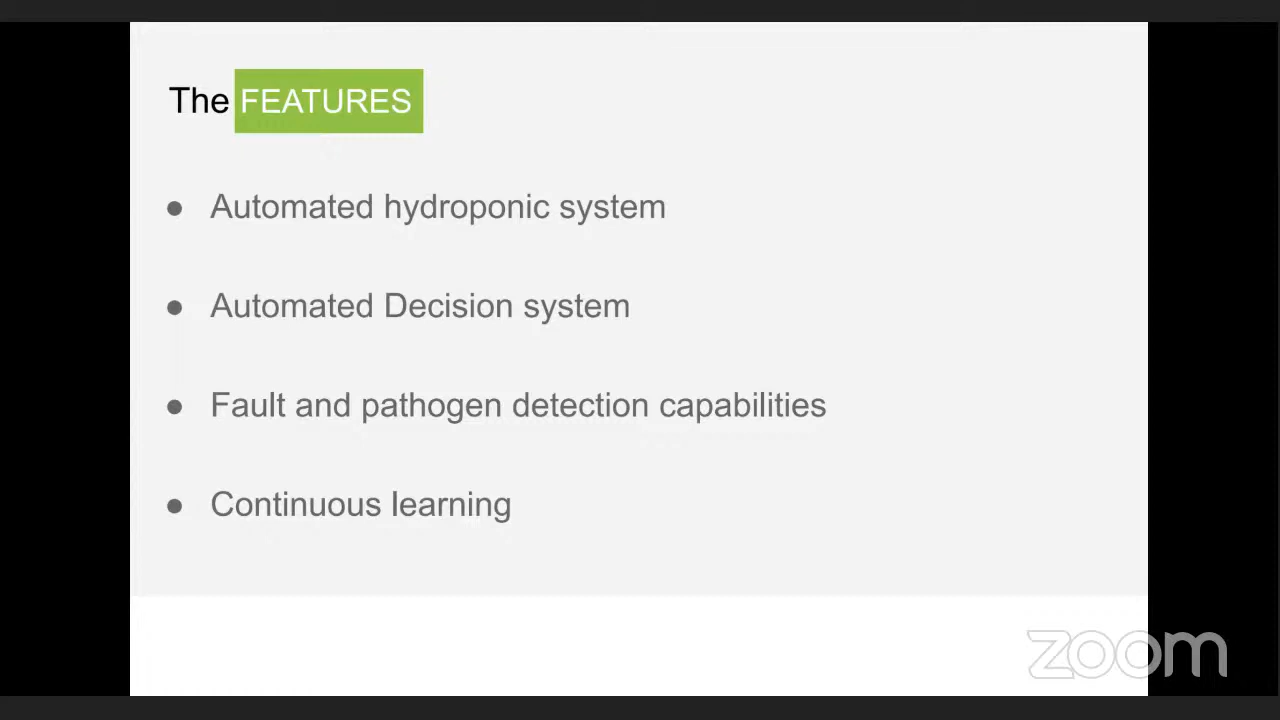 The FEATURES
● Automated hydroponic system
● Automated Decision system
● Fault and pathogen detection capabilities
● Continuous learning
zoom